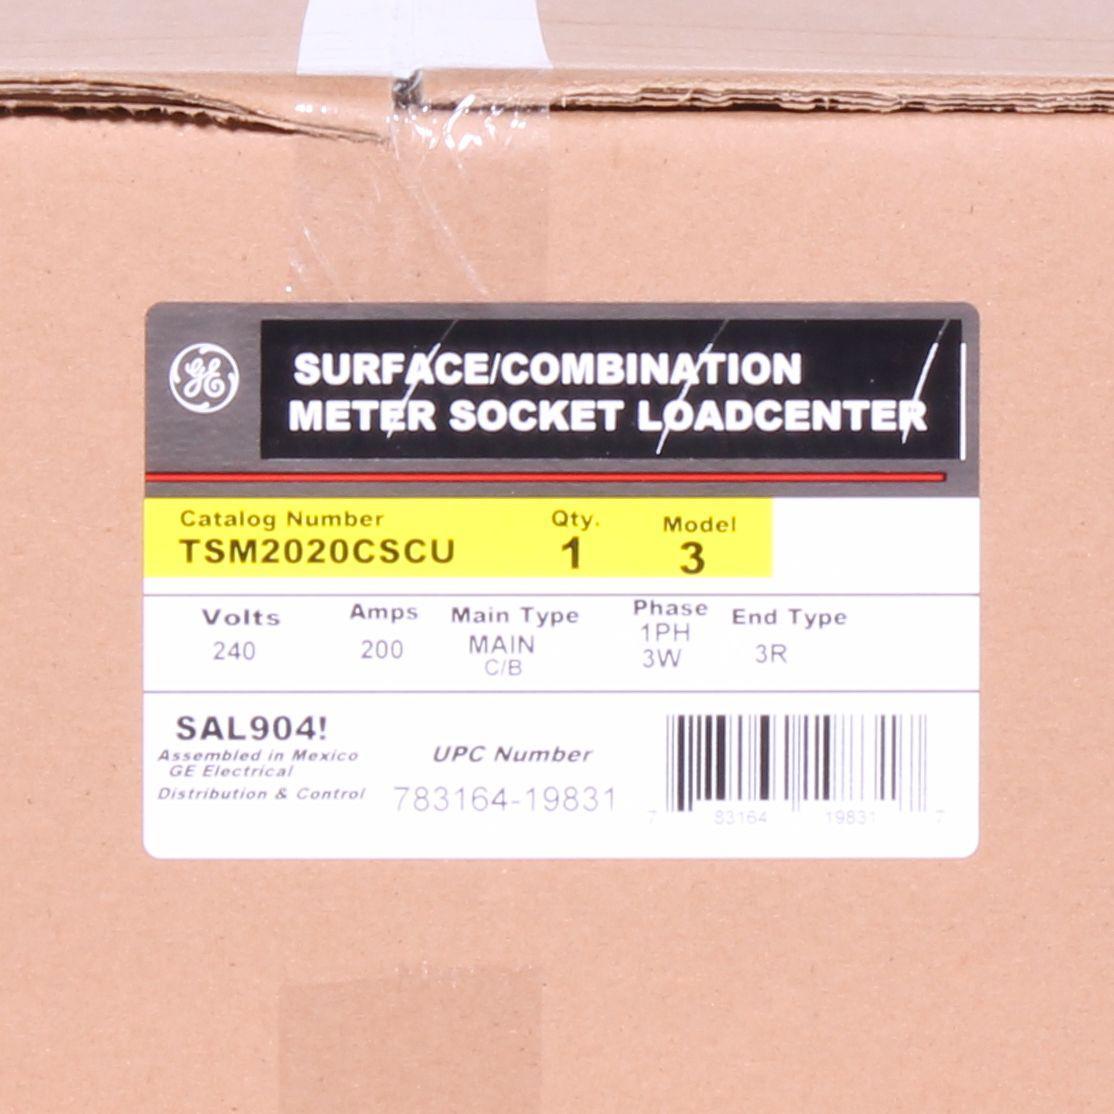 GE
SURFACE/COMBINATION
METER SOCKET LOADCENTER
Catalog Number Qty. Model
TSM2020CSCU 1 3
Volts Amps Main Type Phase End Type
240 200 MAIN C/B 1PH 3W 3R
SAL904!
Assembled in Mexico
GE Electrical
Distribution & Control
UPC Number
783164-19831
7 83164 19831 7